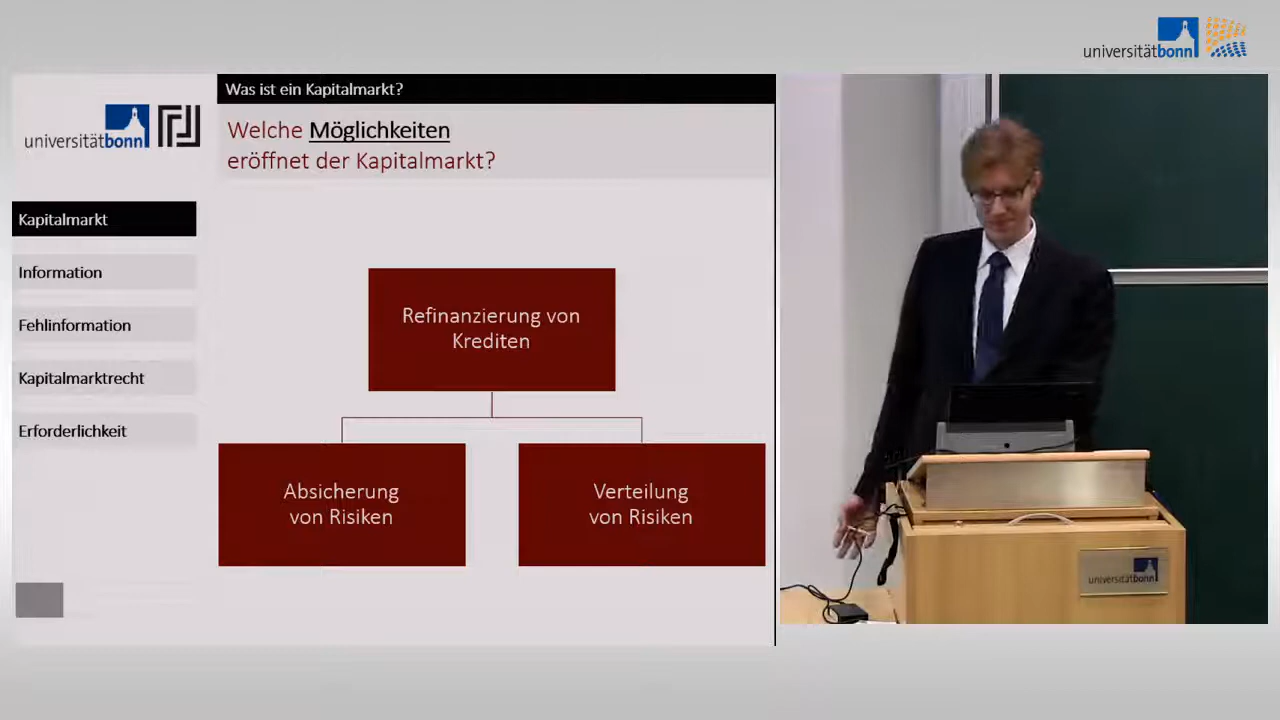 universitätbonn
Was ist ein Kapitalmarkt?
universitätbonn
Welche Möglichkeiten
eröffnet der Kapitalmarkt?
Kapitalmarkt
Information
Fehlinformation
Kapitalmarktrecht
Erforderlichkeit
Refinanzierung von
Krediten
Absicherung
von Risiken
Verteilung
von Risiken
universitätbonn